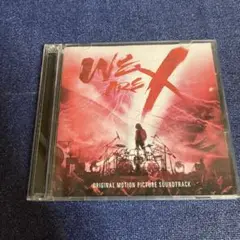 WE
ARE
X
ORIGINAL MOTION PICTURE SOUNDTRACK